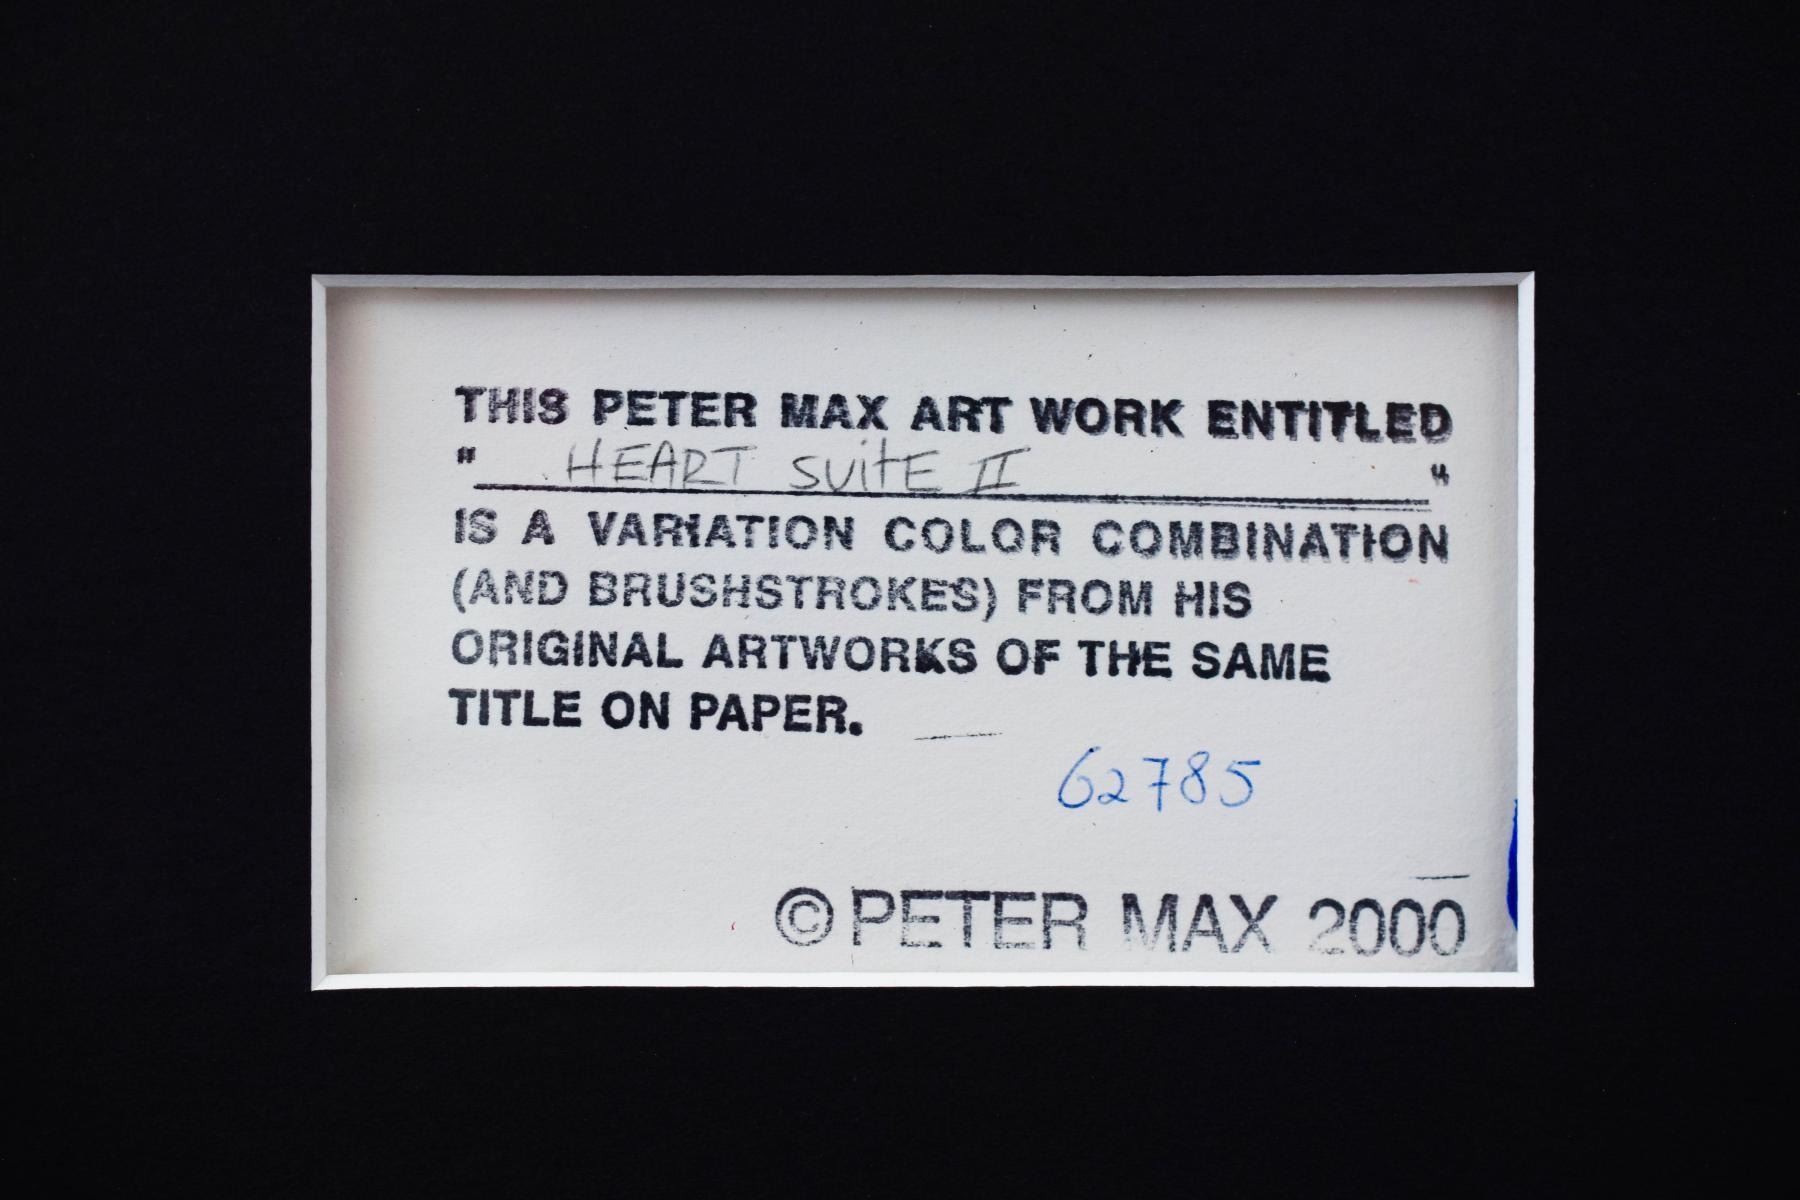 THIS PETER MAX ART WORK ENTITLED
" HEART SUITE II "
IS A VARIATION COLOR COMBINATION
(AND BRUSHSTROKES) FROM HIS
ORIGINAL ARTWORKS OF THE SAME
TITLE ON PAPER.
62785
© PETER MAX 2000